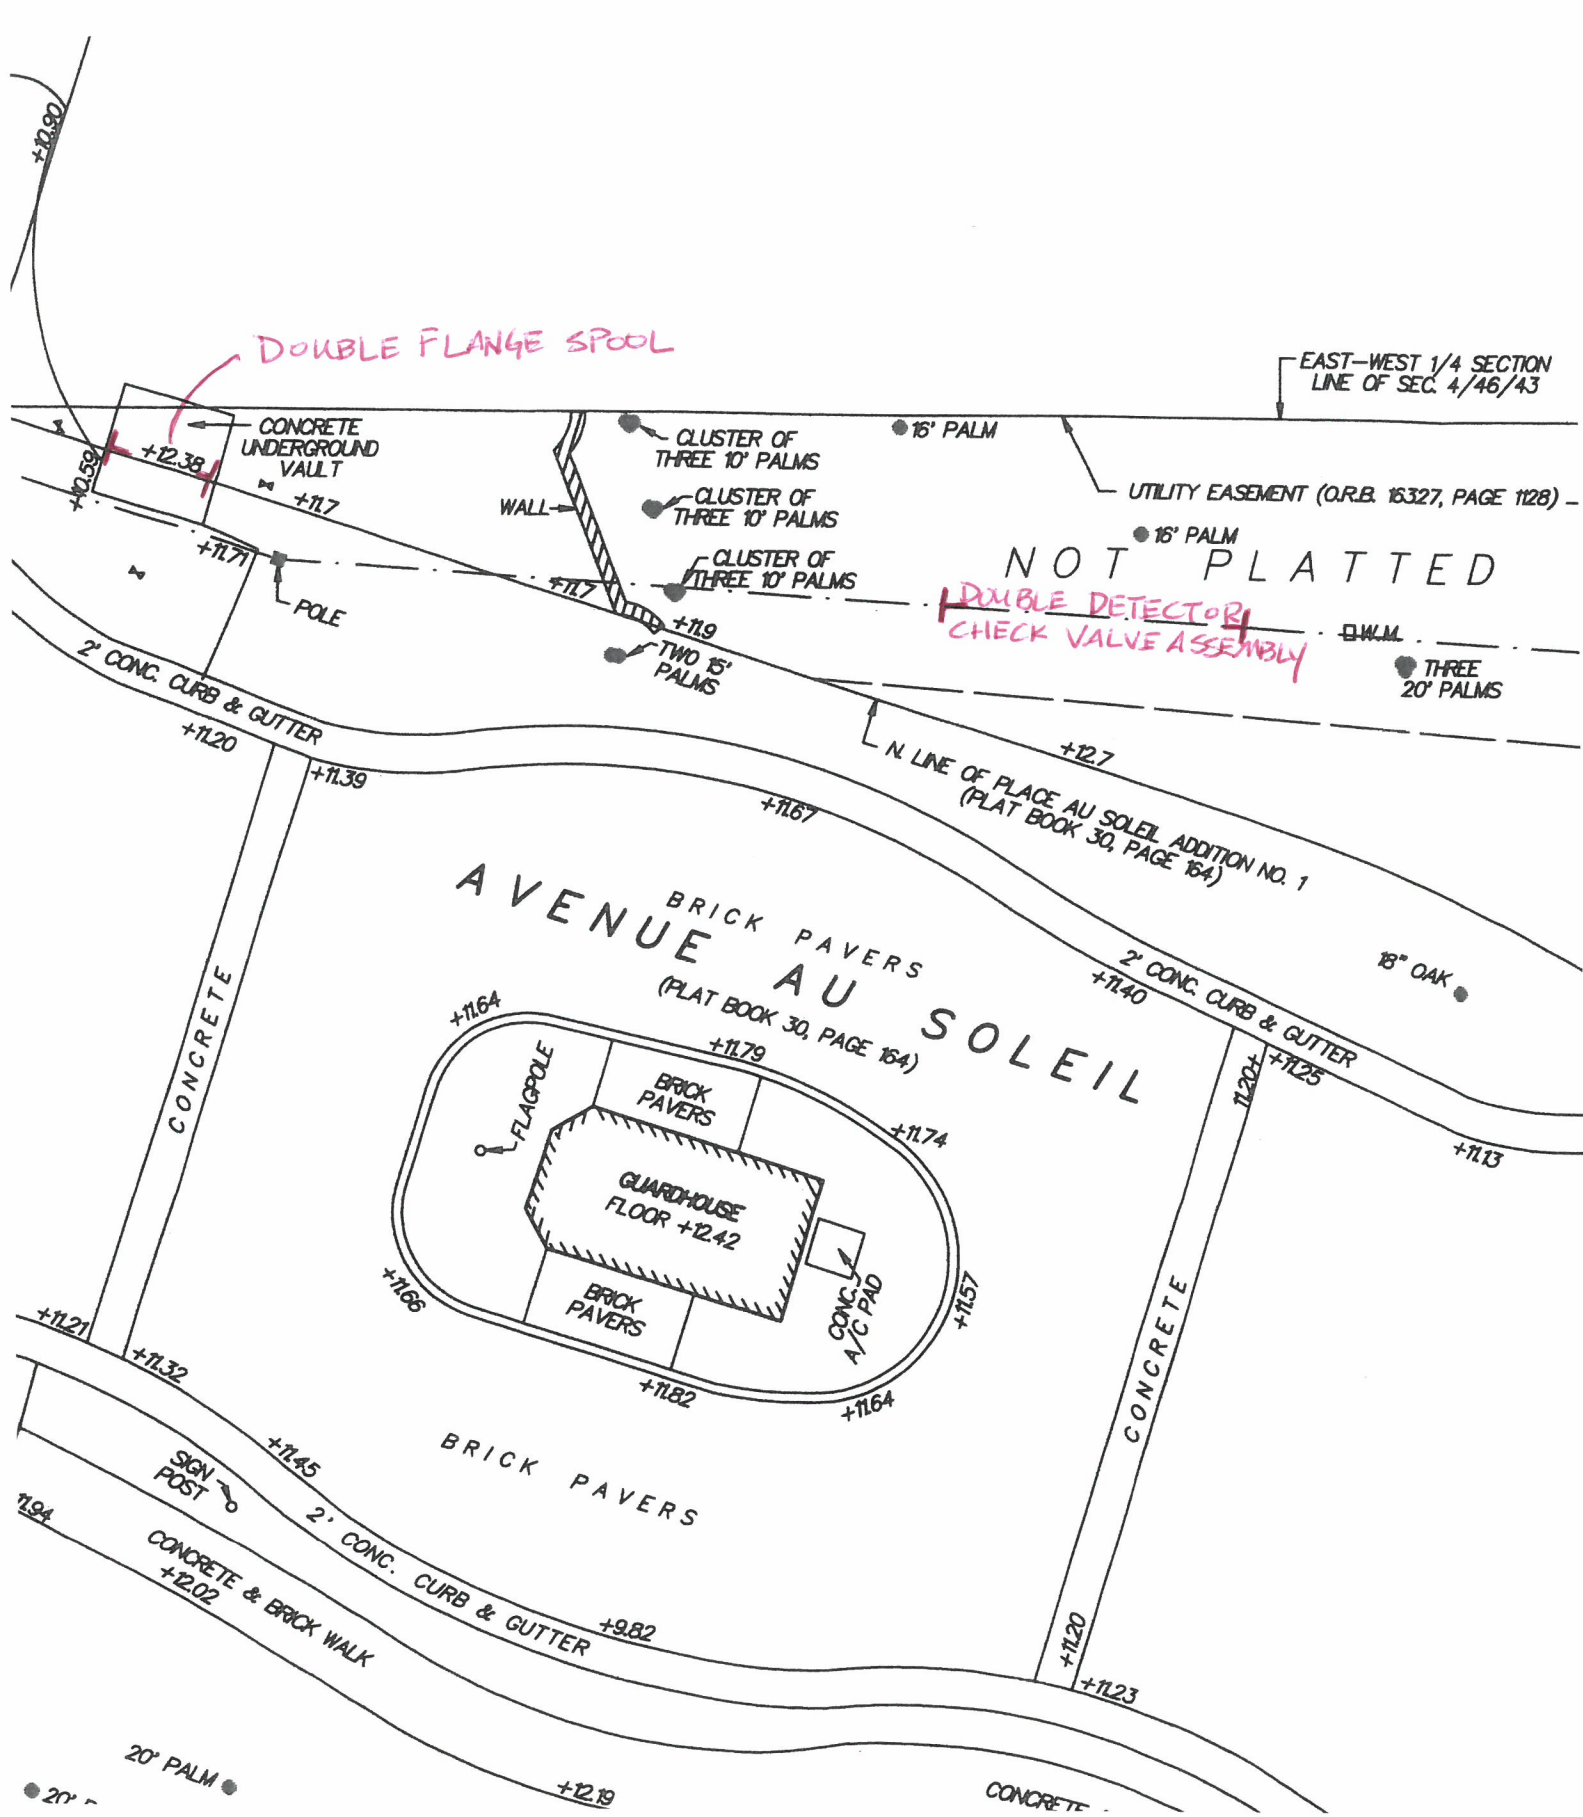 +10.90
DOUBLE FLANGE SPOOL
EAST-WEST 1/4 SECTION
LINE OF SEC. 4/46/43
CONCRETE
UNDERGROUND
VAULT
+12.38
+10.59
+11.7
+11.71
POLE
WALL
CLUSTER OF
THREE 10' PALMS
CLUSTER OF
THREE 10' PALMS
CLUSTER OF
THREE 10' PALMS
16' PALM
UTILITY EASEMENT (O.R.B. 16327, PAGE 1128)
16' PALM
NOT PLATTED
+11.7
+11.9
TWO 15'
PALMS
DOUBLE DETECTOR
CHECK VALVE ASSEMBLY
W.M.
THREE
20' PALMS
2' CONC. CURB & GUTTER
+11.20
+11.39
+11.67
+12.7
N. LINE OF PLACE AU SOLEIL ADDITION NO. 1
(PLAT BOOK 30, PAGE 164)
BRICK PAVERS
AVENUE AU SOLEIL
(PLAT BOOK 30, PAGE 164)
18" OAK
+11.40
2' CONC. CURB & GUTTER
11.20+
+11.25
+11.13
CONCRETE
+11.64
+11.79
+11.74
FLAGPOLE
BRICK
PAVERS
GUARDHOUSE
FLOOR +12.42
CONC.
A/C PAD
+11.57
BRICK
PAVERS
+11.66
+11.82
+11.64
CONCRETE
+11.21
+11.32
+11.45
BRICK PAVERS
SIGN
POST
2' CONC. CURB & GUTTER
11.94
CONCRETE & BRICK WALK
+12.02
+9.82
+11.20
+11.23
20' PALM
+12.19
20'
CONCRETE